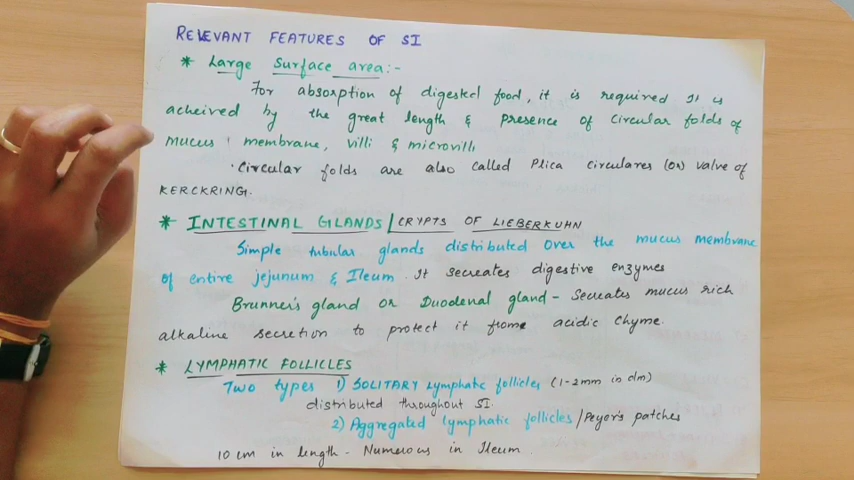 RELEVANT FEATURES OF SI
* Large Surface area:-
For absorption of digested food, it is required It is
acheived by the great length & presence of Circular folds of
mucus membrane, villi & microvilli
Circular folds are also called Plica circulares (or) valve of
KERCKRING.
* INTESTINAL GLANDS/CRYPTS OF LIEBERKUHN
Simple tubular glands distributed over the mucus membrane
of entire jejunum & Ileum. It secreates digestive enzymes
Brunner's gland or Duodenal gland - Secreates mucus rich
alkaline secretion to protect it from acidic chyme.
* LYMPHATIC FOLLICLES
Two types 1) SOLITARY lymphatic follicles (1-2mm in dm)
distributed throughout SI.
2) Aggregated lymphatic follicles/Peyer's patches
10 cm in length - Numerous in Ileum.